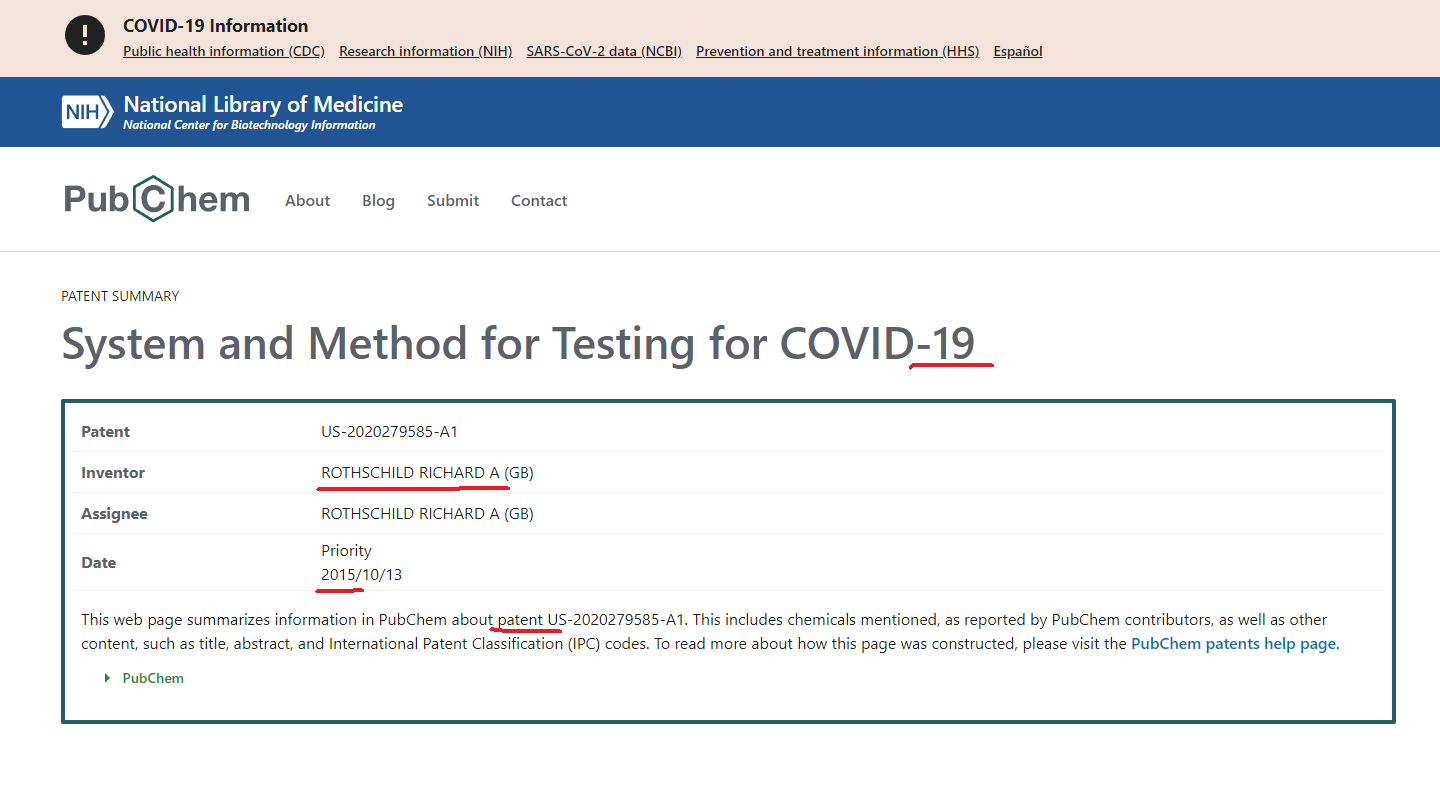 COVID-19 Information
Public health information (CDC) Research information (NIH) SARS-CoV-2 data (NCBI) Prevention and treatment information (HHS) Español
NIH National Library of Medicine
National Center for Biotechnology Information
PubChem About Blog Submit Contact
PATENT SUMMARY
System and Method for Testing for COVID-19
Patent US-2020279585-A1
Inventor ROTHSCHILD RICHARD A (GB)
Assignee ROTHSCHILD RICHARD A (GB)
Date Priority
2015/10/13
This web page summarizes information in PubChem about patent US-2020279585-A1. This includes chemicals mentioned, as reported by PubChem contributors, as well as other
content, such as title, abstract, and International Patent Classification (IPC) codes. To read more about how this page was constructed, please visit the PubChem patents help page.
PubChem